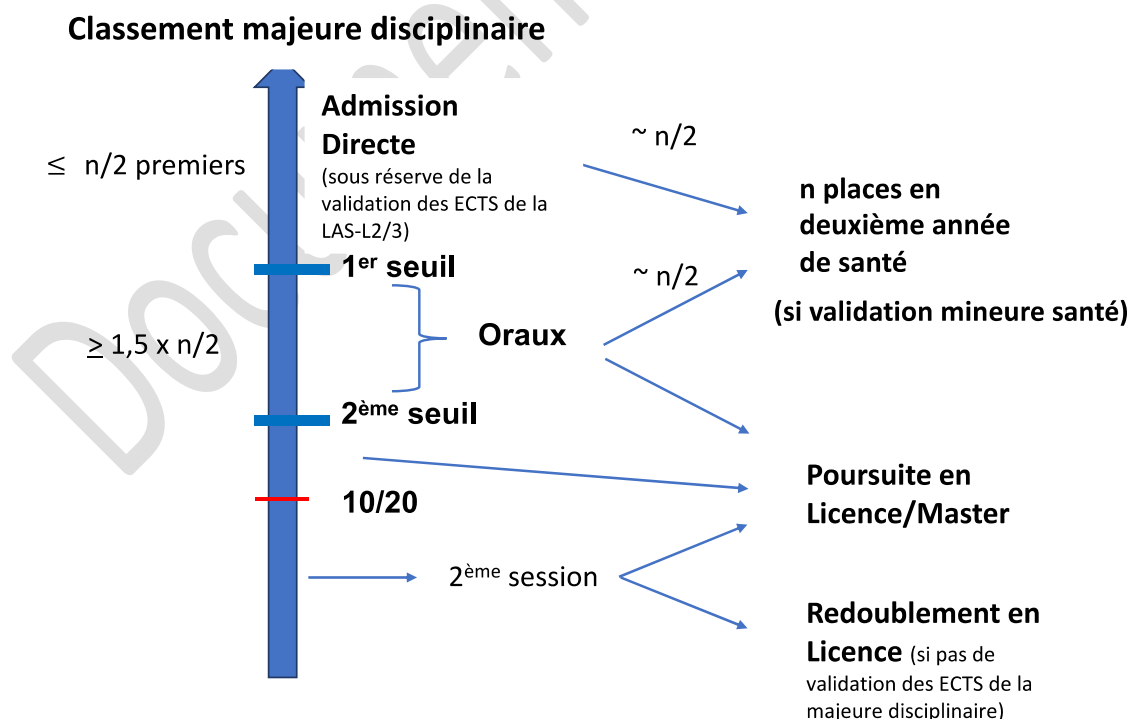 Classement majeure disciplinaire
Admission
Directe
(sous réserve de la
validation des ECTS de la
LAS-L2/3)
≤ n/2 premiers
~ n/2
n places en
deuxième année
de santé
(si validation mineure santé)
1er seuil
~ n/2
Oraux
≥ 1,5 x n/2
2ème seuil
10/20
Poursuite en
Licence/Master
2ème session
Redoublement en
Licence (si pas de
validation des ECTS de la
majeure disciplinaire)
Docum